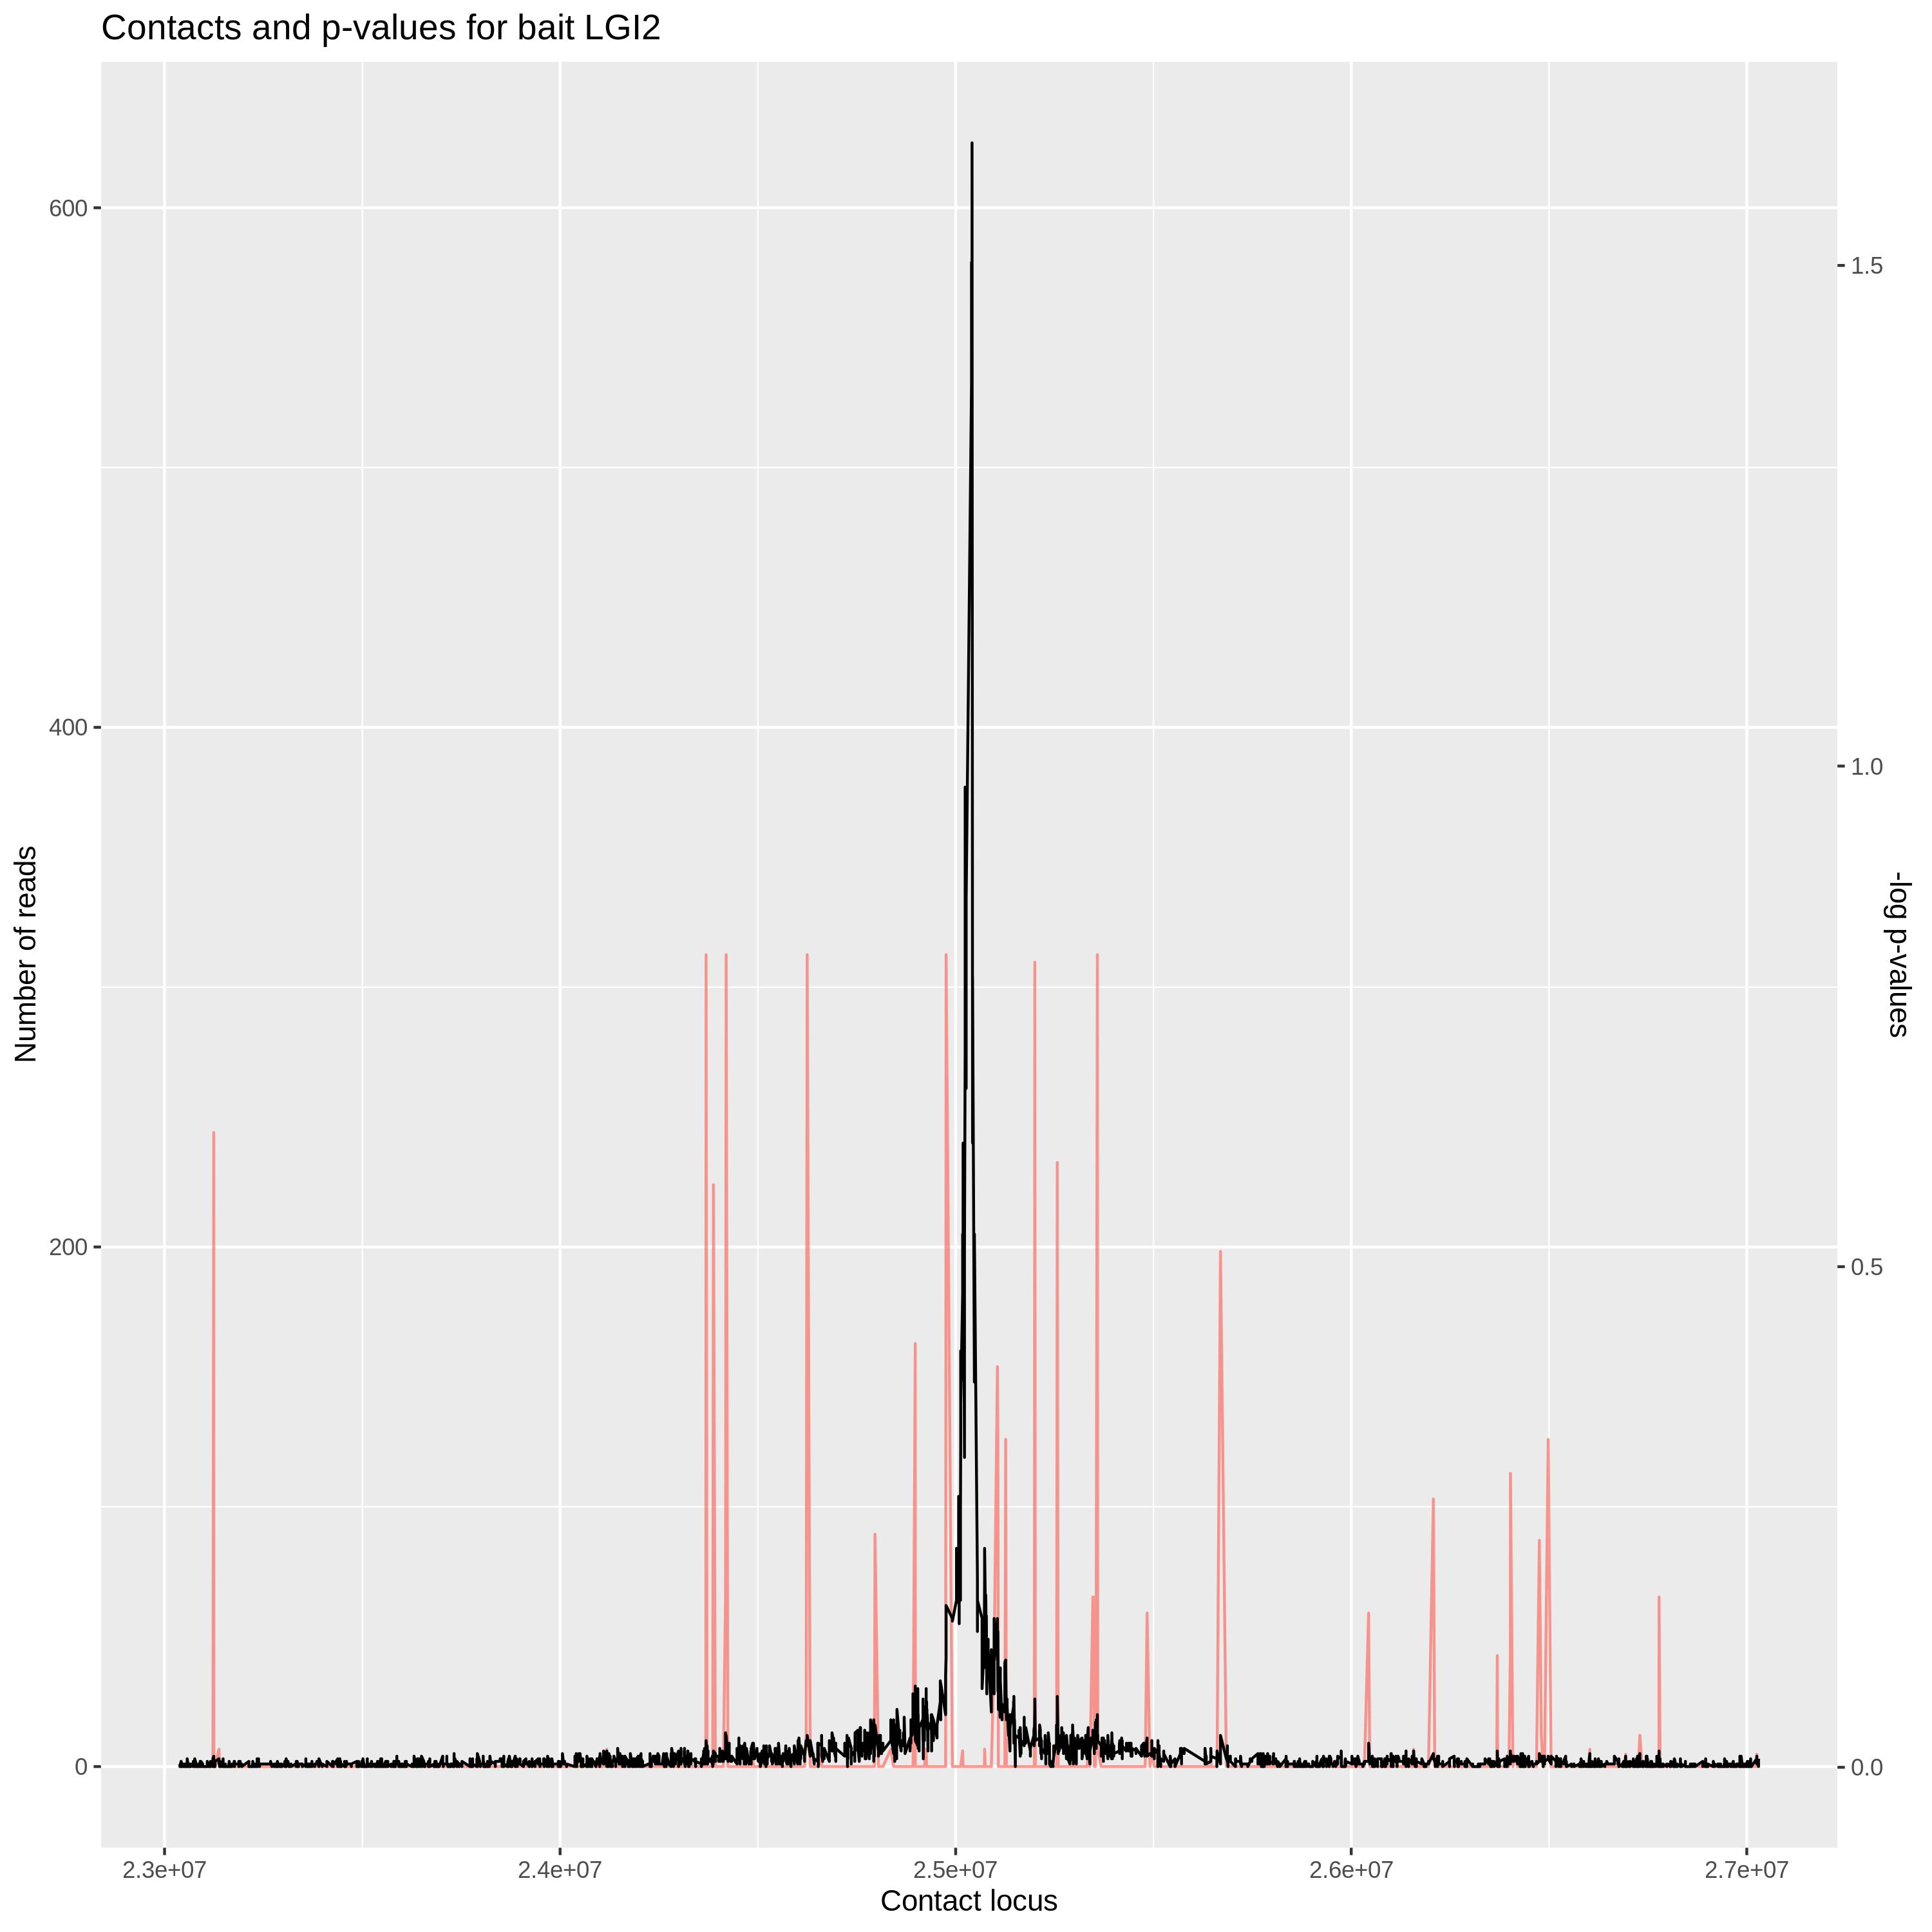 Contacts and p-values for bait LGI2
600
400
200
0
Number of reads
1.5
1.0
0.5
0.0
-log p-values
2.3e+07
2.4e+07
2.5e+07
2.6e+07
2.7e+07
Contact locus